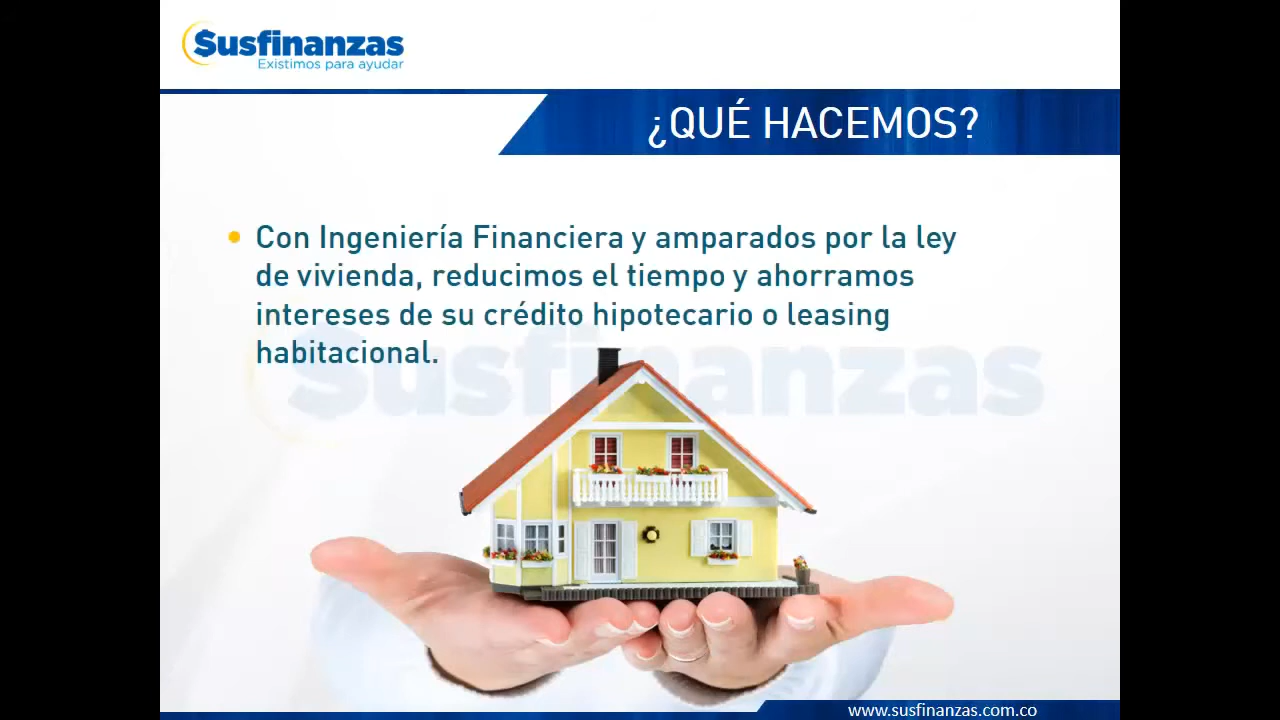 Susfinanzas
Existimos para ayudar
¿QUÉ HACEMOS?
Con Ingeniería Financiera y amparados por la ley
de vivienda, reducimos el tiempo y ahorramos
intereses de su crédito hipotecario o leasing
habitacional.
Susfinanzas
www.susfinanzas.com.co